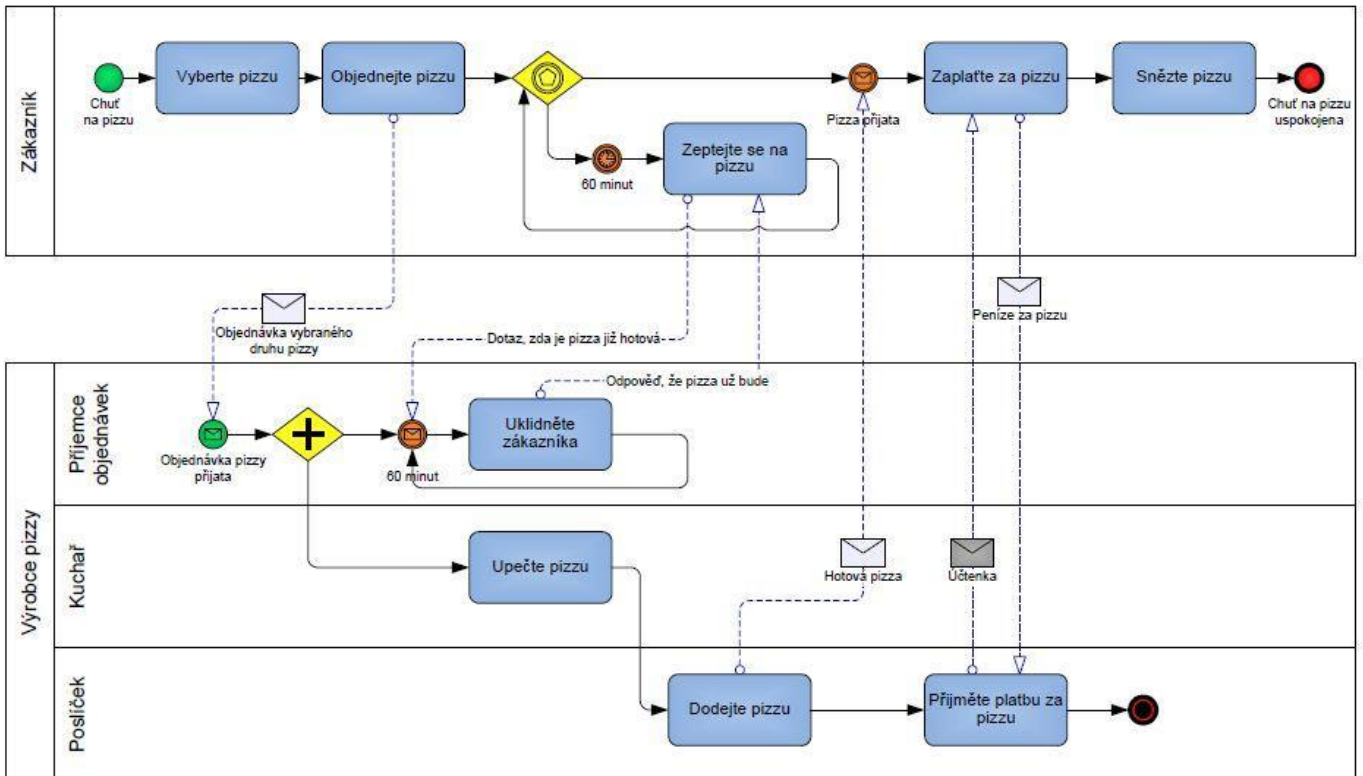 Zákazník
Chuť
na pizzu
Vyberte pizzu
Objednejte pizzu
60 minut
Zeptejte se na
pizzu
Pizza přijata
Zaplaťte za pizzu
Snězte pizzu
Chuť na pizzu
uspokojena
Objednávka vybraného
druhu pizzy
Dotaz, zda je pizza již hotová
Peníze za pizzu
Odpověď, že pizza už bude
Výrobce pizzy
Příjemce
objednávek
Objednávka pizzy
přijata
60 minut
Uklidněte
zákazníka
Kuchař
Upečte pizzu
Hotová pizza
Účtenka
Poslíček
Dodejte pizzu
Přijměte platbu za
pizzu